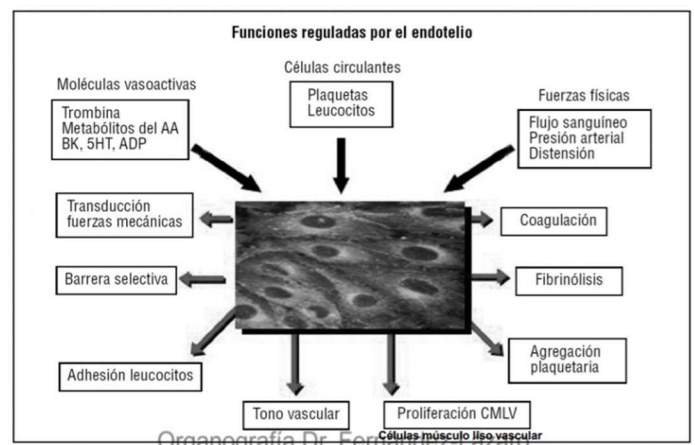 Funciones reguladas por el endotelio
Moléculas vasoactivas
Trombina
Metabólitos del AA
BK, 5HT, ADP
Células circulantes
Plaquetas
Leucocitos
Fuerzas físicas
Flujo sanguíneo
Presión arterial
Distensión
Transducción
fuerzas mecánicas
Coagulación
Barrera selectiva
Fibrinólisis
Adhesión leucocitos
Agregación
plaquetaria
Tono vascular
Proliferación CMLV
Células músculo liso vascular
Organografía Dr. Fernández-Lázaro